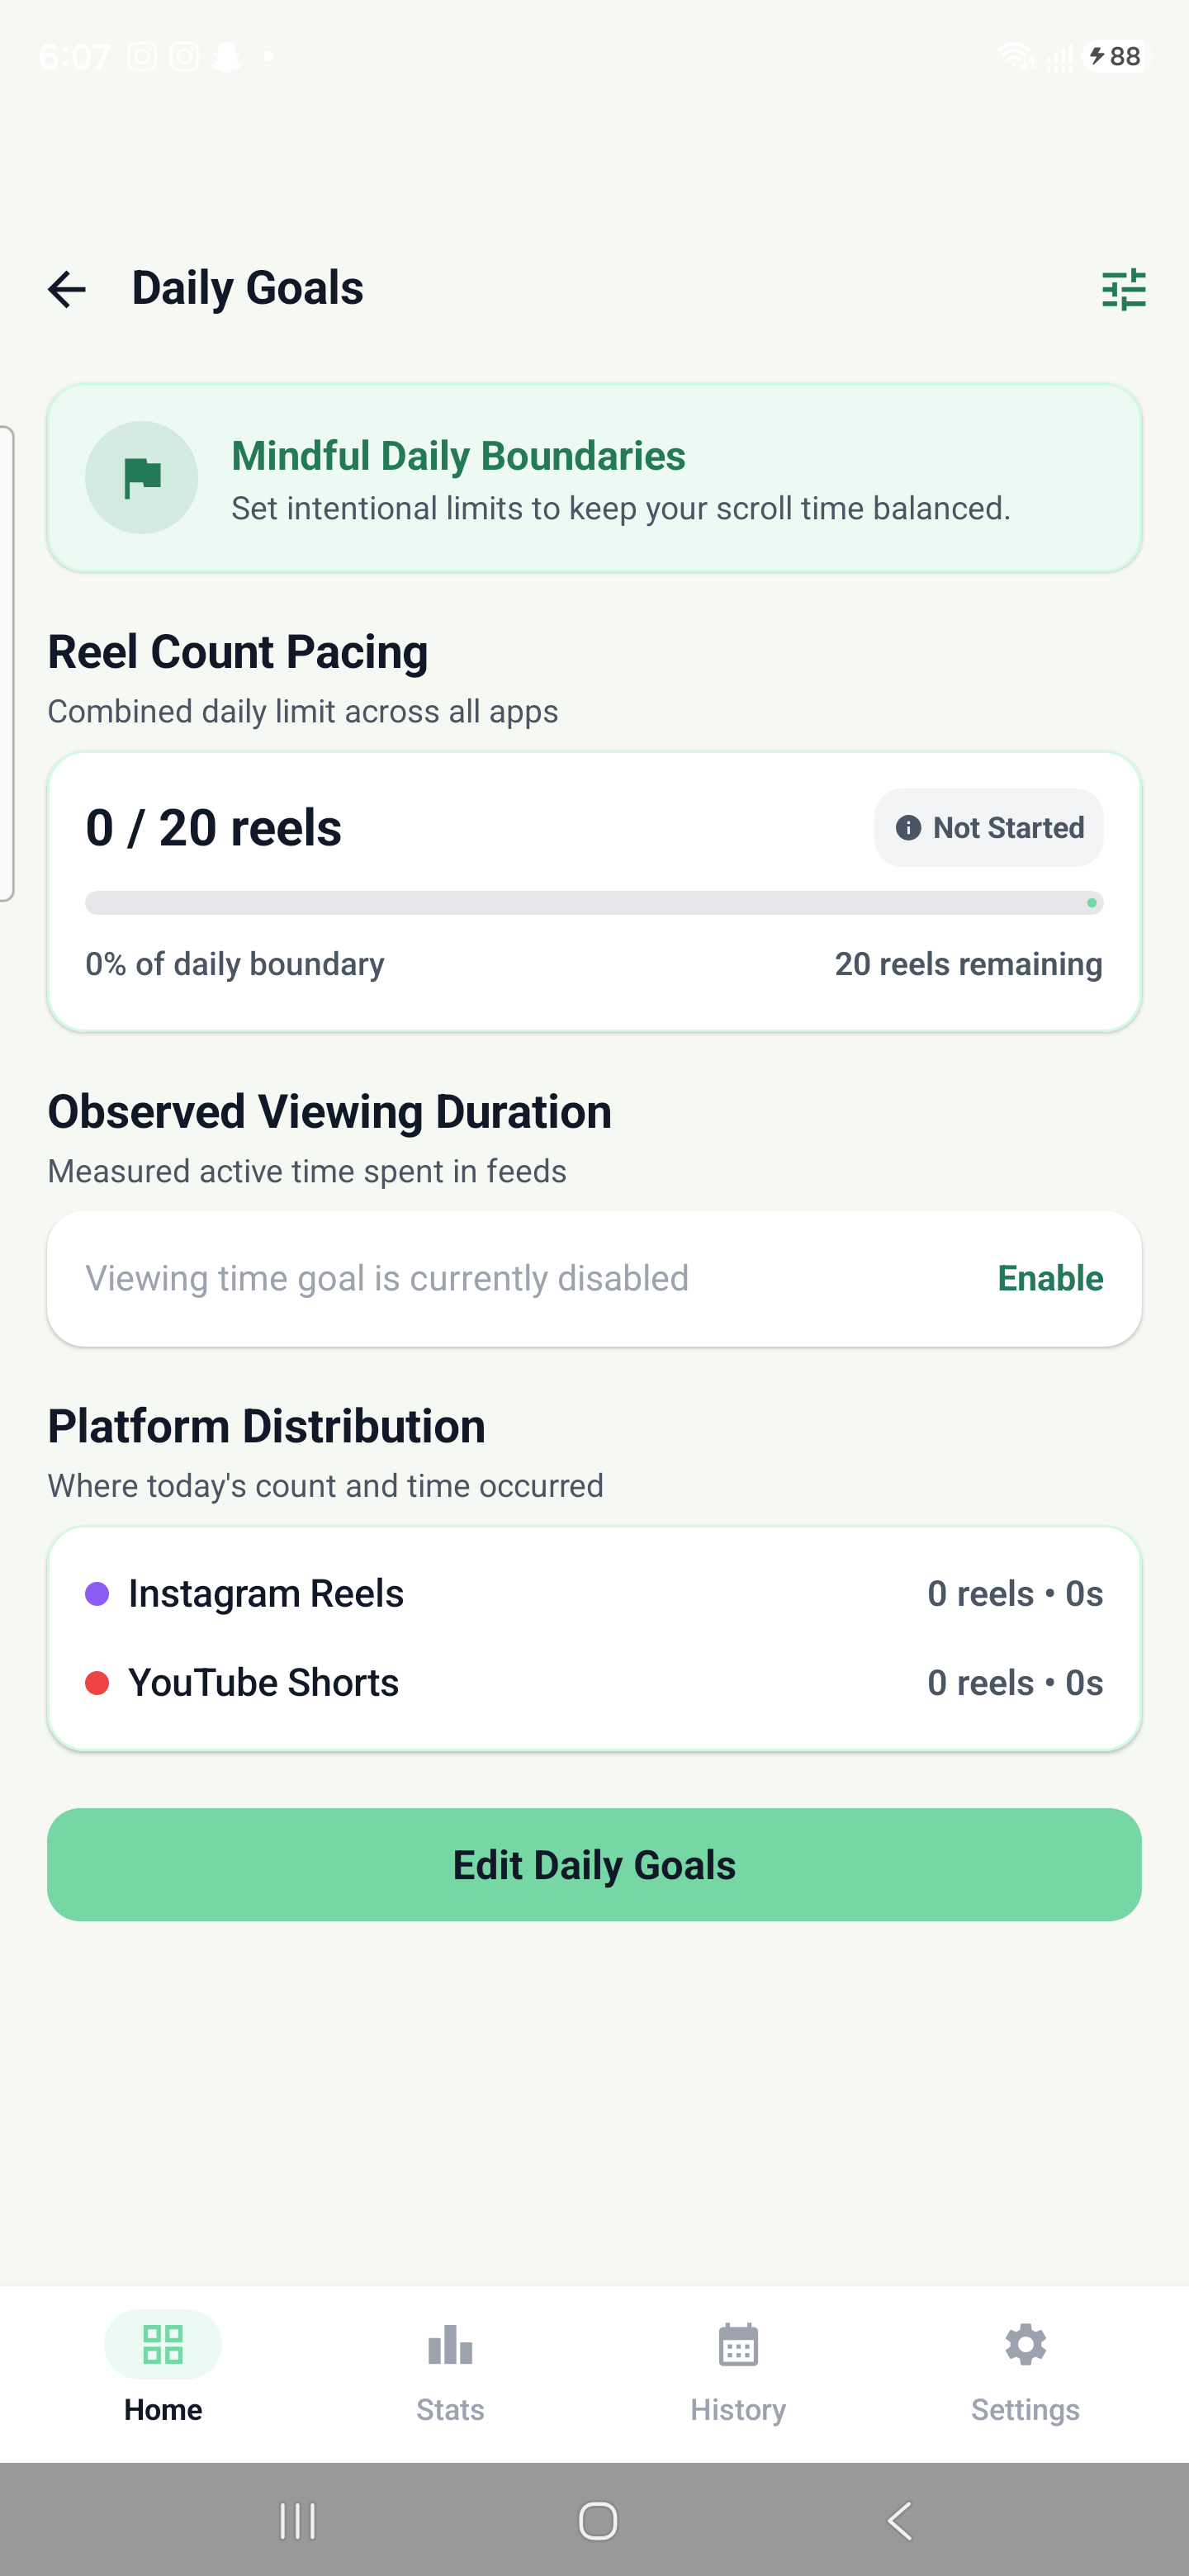 6:07
88
Daily Goals
Mindful Daily Boundaries
Set intentional limits to keep your scroll time balanced.
Reel Count Pacing
Combined daily limit across all apps
0 / 20 reels
Not Started
0% of daily boundary
20 reels remaining
Observed Viewing Duration
Measured active time spent in feeds
Viewing time goal is currently disabled
Enable
Platform Distribution
Where today's count and time occurred
Instagram Reels
0 reels • 0s
YouTube Shorts
0 reels • 0s
Edit Daily Goals
Home
Stats
History
Settings